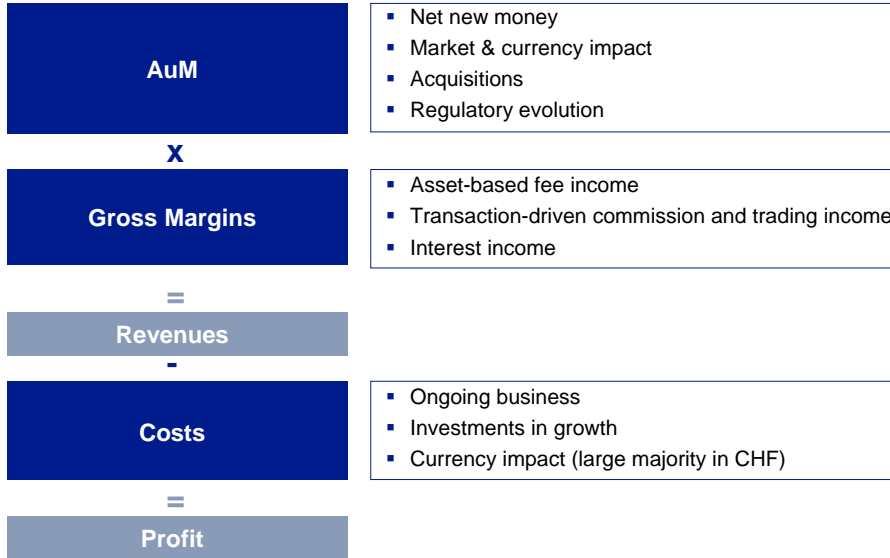 AuM
▪ Net new money
▪ Market & currency impact
▪ Acquisitions
▪ Regulatory evolution
x
Gross Margins
▪ Asset-based fee income
▪ Transaction-driven commission and trading income
▪ Interest income
=
Revenues
-
Costs
▪ Ongoing business
▪ Investments in growth
▪ Currency impact (large majority in CHF)
=
Profit